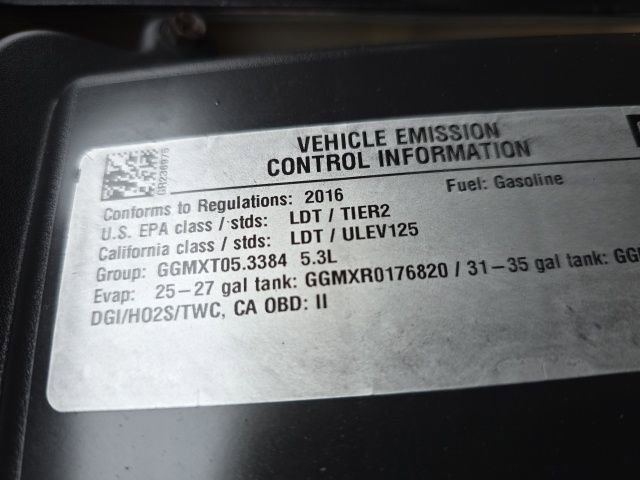 VEHICLE EMISSION
CONTROL INFORMATION
Conforms to Regulations: 2016
Fuel: Gasoline
U.S. EPA class / stds: LDT / TIER2
California class / stds: LDT / ULEV125
Group: GGMXT05.3384 5.3L
Evap: 25-27 gal tank: GGMXR0176820 / 31-35 gal tank: GG
DGI/HO2S/TWC, CA OBD: II